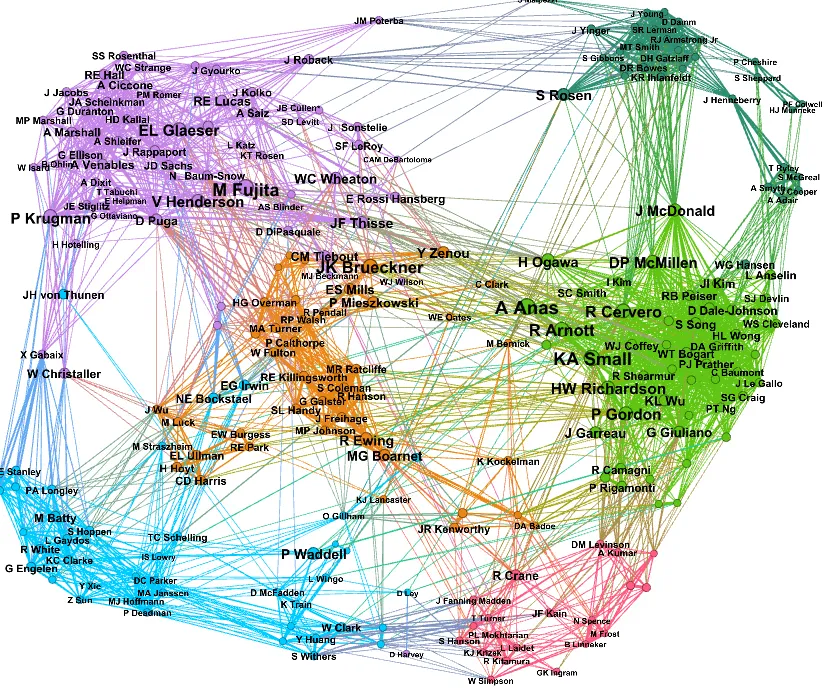 J Young
D Damm
SR Lerman
RJ Armstrong Jr
MT Smith
S Gibbons
DH Gatzlaff
DR Bowes
KR Ihlanfeldt
J Yinger
JM Poterba
P Cheshire
S Sheppard
J Henneberry
PF Colwell
HJ Munneke
S Rosen
SS Rosenthal
WC Strange
RE Hall
J Gyourko
J Roback
A Ciccone
J Jacobs
PM Romer
J Kolko
JA Scheinkman
RE Lucas
G Duranton
HD Kallal
A Saiz
JB Cullen*
SD Levitt
MP Marshall
A Marshall
EL Glaeser
J Sonstelie
A Shleifer
L Katz
SF LeRoy
G Ellison
J Rappaport
KT Rosen
CAM DeBartolome
W Isard
B Ohlin
A Venables
JD Sachs
N Baum-Snow
WC Wheaton
A Dixit
T Tabuchi
M Fujita
E Helpman
V Henderson
E Rossi Hansberg
JE Stiglitz
AS Blinder
P Krugman
G Ottaviano
D Puga
JF Thisse
D DiPasquale
H Hotelling
T Ryley
S McGreal
A Smyth
J Cooper
A Adair
J McDonald
CM Tiebout
Y Zenou
JK Brueckner
MJ Beckmann
WJ Wilson
ES Mills
C Clark
H Ogawa
DP McMillen
WG Hansen
L Anselin
I Kim
JI Kim
JH von Thunen
HG Overman
R Pendall
P Mieszkowski
RP Walsh
MA Turner
WE Oates
SC Smith
RB Peiser
SJ Devlin
A Anas
R Cervero
D Dale-Johnson
S Song
WS Cleveland
R Arnott
HL Wong
P Calthorpe
W Fulton
M Bernick
WJ Coffey
DA Griffith
WT Bogart
KA Small
PJ Prather
X Gabaix
W Christaller
MR Ratcliffe
RE Killingsworth
R Shearmur
C Baumont
J Le Gallo
EG Irwin
S Coleman
R Hanson
HW Richardson
NE Bockstael
G Galster
KL Wu
SG Craig
PT Ng
J Wu
SL Handy
J Freihage
P Gordon
M Luck
MP Johnson
J Garreau
G Giuliano
EW Burgess
R Ewing
M Straszheim
RE Park
EL Ullman
MG Boarnet
K Kockelman
H Hoyt
CD Harris
R Camagni
P Rigamonti
E Stanley
PA Longley
KJ Lancaster
M Batty
O Gillham
JR Kenworthy
DA Badoe
S Hoppen
L Gaydos
TC Schelling
R White
IS Lowry
P Waddell
DM Levinson
A Kumar
KC Clarke
G Engelen
DC Parker
L Wingo
R Crane
Y Xie
MA Janssen
D McFadden
D Ley
Z Sun
MJ Hoffmann
K Train
J Fanning Madden
P Deadman
JF Kain
T Turner
N Spence
W Clark
PL Mokhtarian
M Frost
Y Huang
S Hanson
L Laidet
B Linneker
S Withers
D Harvey
KJ Krizek
R Kitamura
W Simpson
GK Ingram